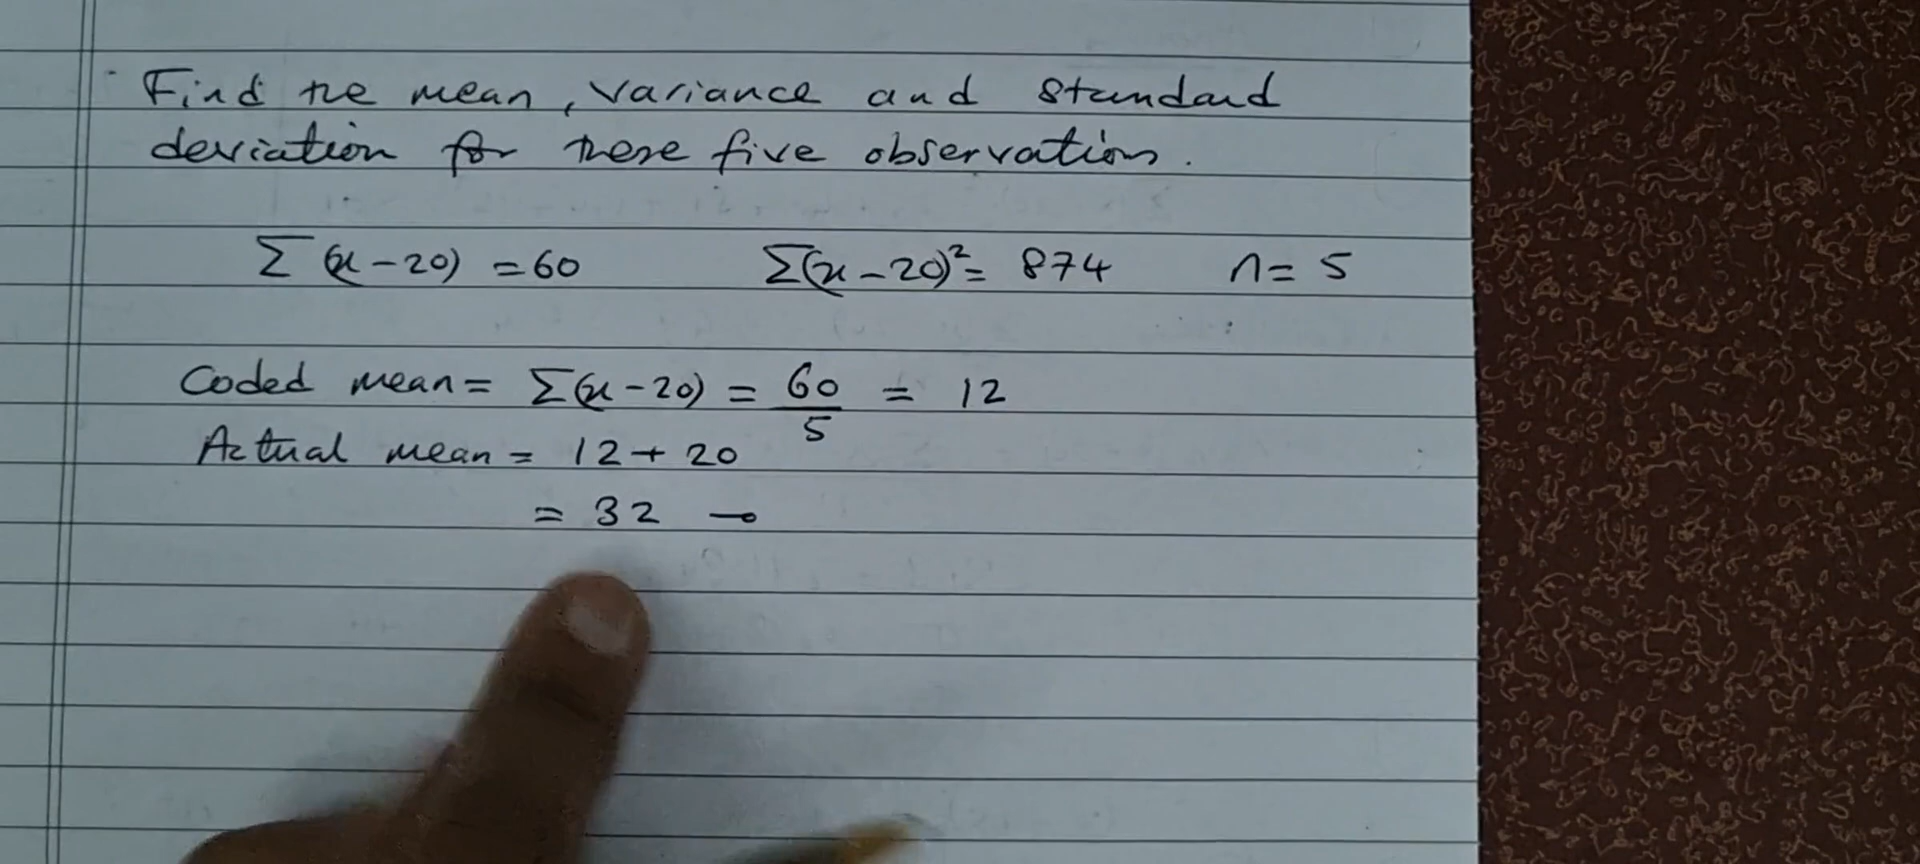 Find the mean, variance and standard
deviation for these five observations.
Σ(x-20) = 60 Σ(x-20)²= 874 n= 5
Coded mean= Σ(x-20) = 60/5 = 12
Actual mean = 12+ 20
= 32